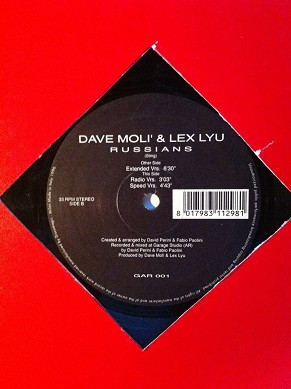 DAVE MOLI' & LEX LYU
RUSSIANS
(Sting)
Other Side
Extended Vrs. 6'30"
This Side
Radio Vrs. 3'03"
Speed Vrs. 4'43"
33 RPM STEREO
SIDE B
8 017983 112981
Created & arranged by David Perini & Fabio Paolini
Recorded & mixed at Garage Studio (AR)
by David Perini & Fabio Paolini
Produced by Dave Moli & Lex Lyu
GAR 001